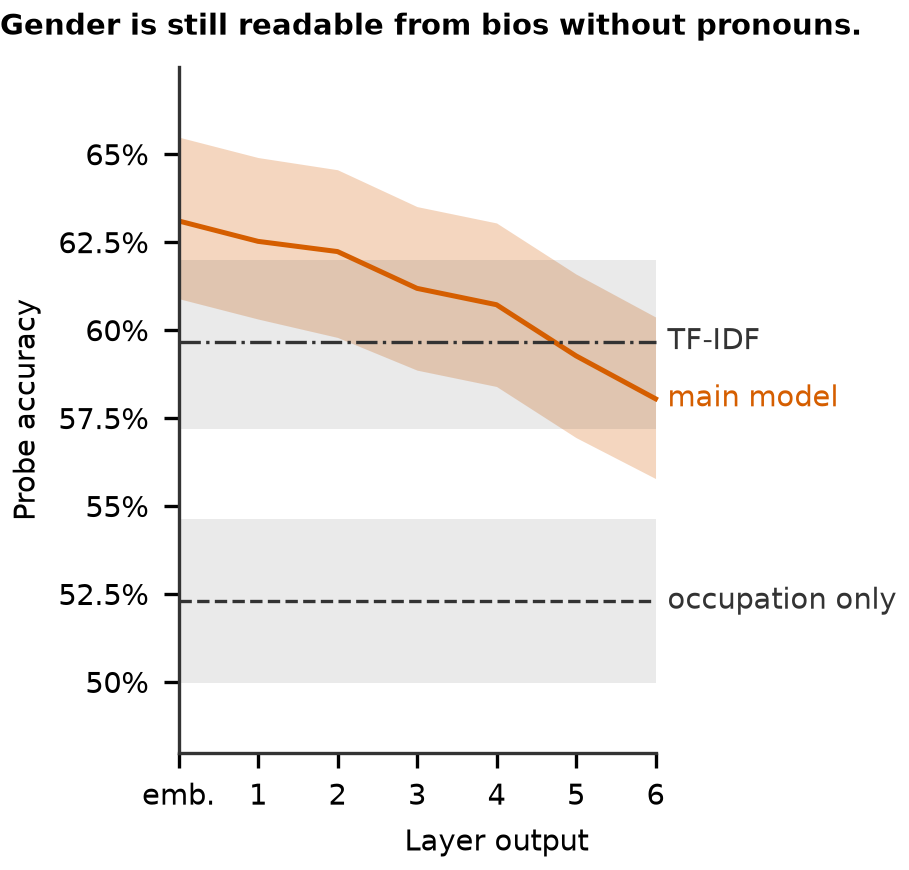 Gender is still readable from bios without pronouns.
65%
62.5%
60%
57.5%
55%
52.5%
50%
Probe accuracy
TF-IDF
main model
occupation only
emb. 1 2 3 4 5 6
Layer output